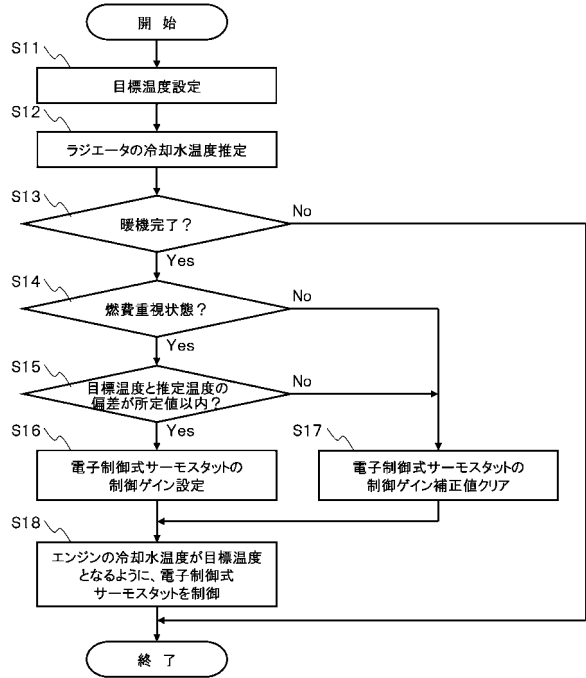 開 始
S11
目標温度設定
S12
ラジエータの冷却水温度推定
S13
暖機完了？
No
Yes
S14
燃費重視状態？
No
Yes
S15
目標温度と推定温度の
偏差が所定値以内？
No
Yes
S16
電子制御式サーモスタットの
制御ゲイン設定
S17
電子制御式サーモスタットの
制御ゲイン補正値クリア
S18
エンジンの冷却水温度が目標温度
となるように、電子制御式
サーモスタットを制御
終 了